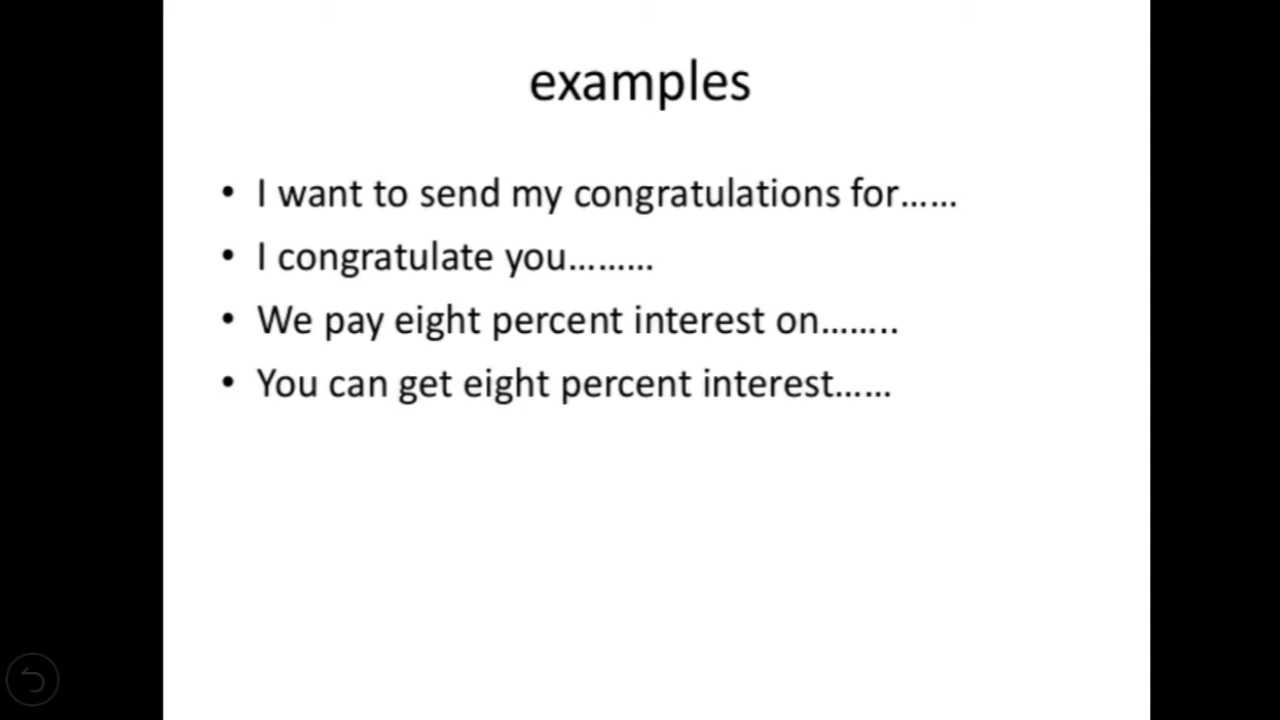 examples
• I want to send my congratulations for……
• I congratulate you………
• We pay eight percent interest on……..
• You can get eight percent interest……